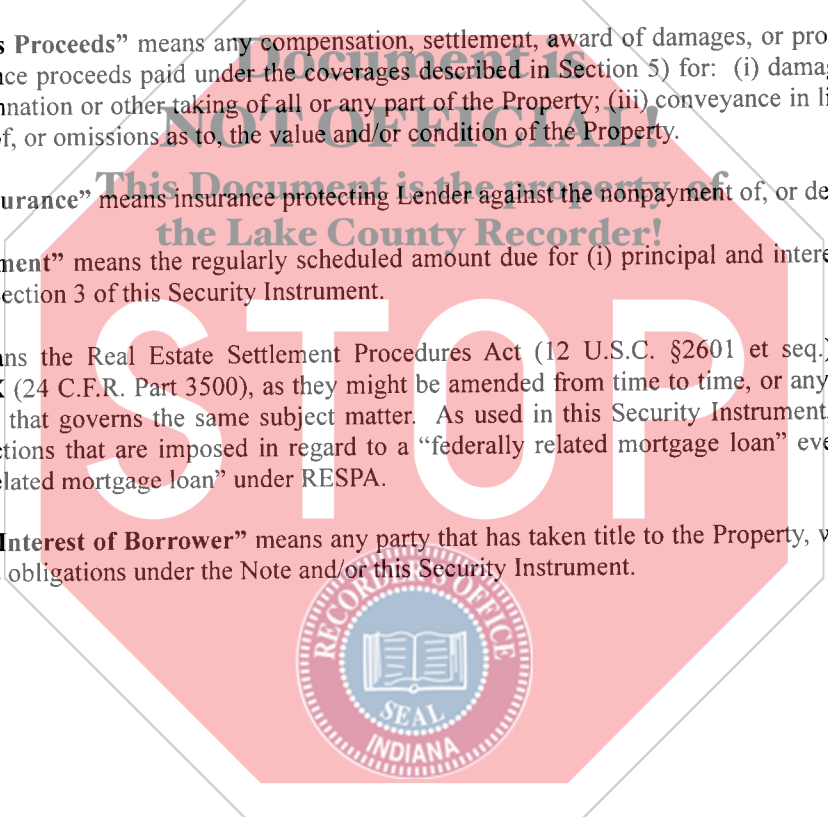 s Proceeds” means any compensation, settlement, award of damages, or pro
nce proceeds paid under the coverages described in Section 5) for: (i) dama
nnation or other taking of all or any part of the Property; (iii) conveyance in li
f, or omissions as to, the value and/or condition of the Property.
urance” means insurance protecting Lender against the nonpayment of, or de
ment” means the regularly scheduled amount due for (i) principal and intere
ection 3 of this Security Instrument.
ans the Real Estate Settlement Procedures Act (12 U.S.C. §2601 et seq.)
X (24 C.F.R. Part 3500), as they might be amended from time to time, or any
that governs the same subject matter. As used in this Security Instrument,
ctions that are imposed in regard to a “federally related mortgage loan” eve
elated mortgage loan” under RESPA.
Interest of Borrower” means any party that has taken title to the Property, w
obligations under the Note and/or this Security Instrument.
Document is
NOT OFFICIAL!
This Document is the property of
the Lake County Recorder!
STOP
RECORDER'S OFFICE
SEAL
INDIANA